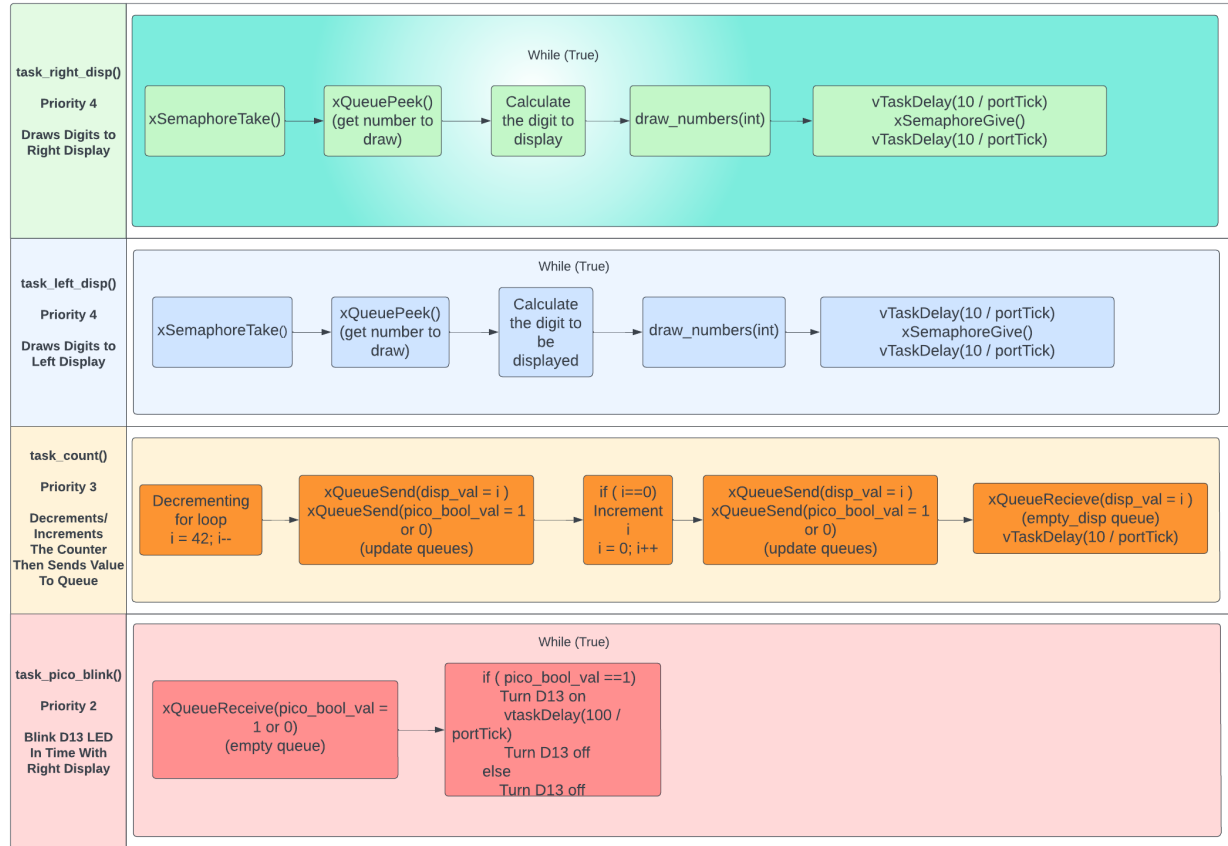 task_right_disp()
Priority 4
Draws Digits to
Right Display
While (True)
xSemaphoreTake()
xQueuePeek()
(get number to
draw)
Calculate
the digit to
display
draw_numbers(int)
vTaskDelay(10 / portTick)
xSemaphoreGive()
vTaskDelay(10 / portTick)
task_left_disp()
Priority 4
Draws Digits to
Left Display
While (True)
xSemaphoreTake()
xQueuePeek()
(get number to
draw)
Calculate
the digit to
be
displayed
draw_numbers(int)
vTaskDelay(10 / portTick)
xSemaphoreGive()
vTaskDelay(10 / portTick)
task_count()
Priority 3
Decrements/
Increments
The Counter
Then Sends Value
To Queue
Decrementing
for loop
i = 42; i--
xQueueSend(disp_val = i )
xQueueSend(pico_bool_val = 1
or 0)
(update queues)
if ( i==0)
Increment
i
i = 0; i++
xQueueSend(disp_val = i )
xQueueSend(pico_bool_val = 1
or 0)
(update queues)
xQueueRecieve(disp_val = i )
(empty_disp queue)
vTaskDelay(10 / portTick)
task_pico_blink()
Priority 2
Blink D13 LED
In Time With
Right Display
While (True)
xQueueReceive(pico_bool_val =
1 or 0)
(empty queue)
if ( pico_bool_val ==1)
Turn D13 on
vtaskDelay(100 /
portTick)
Turn D13 off
else
Turn D13 off